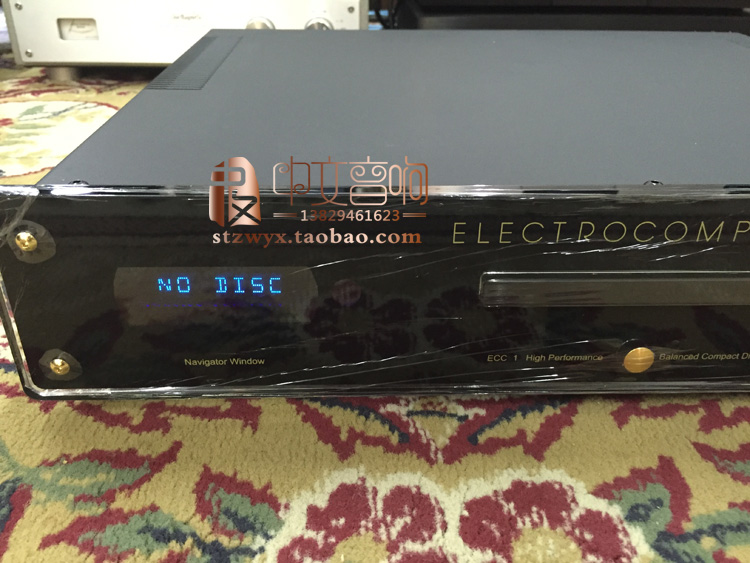 中文音响
13829461623
stzwyx.taobao.com
ELECTROCOMP
NO DISC
Navigator Window
ECC 1 High Performance
Balanced Compact Di